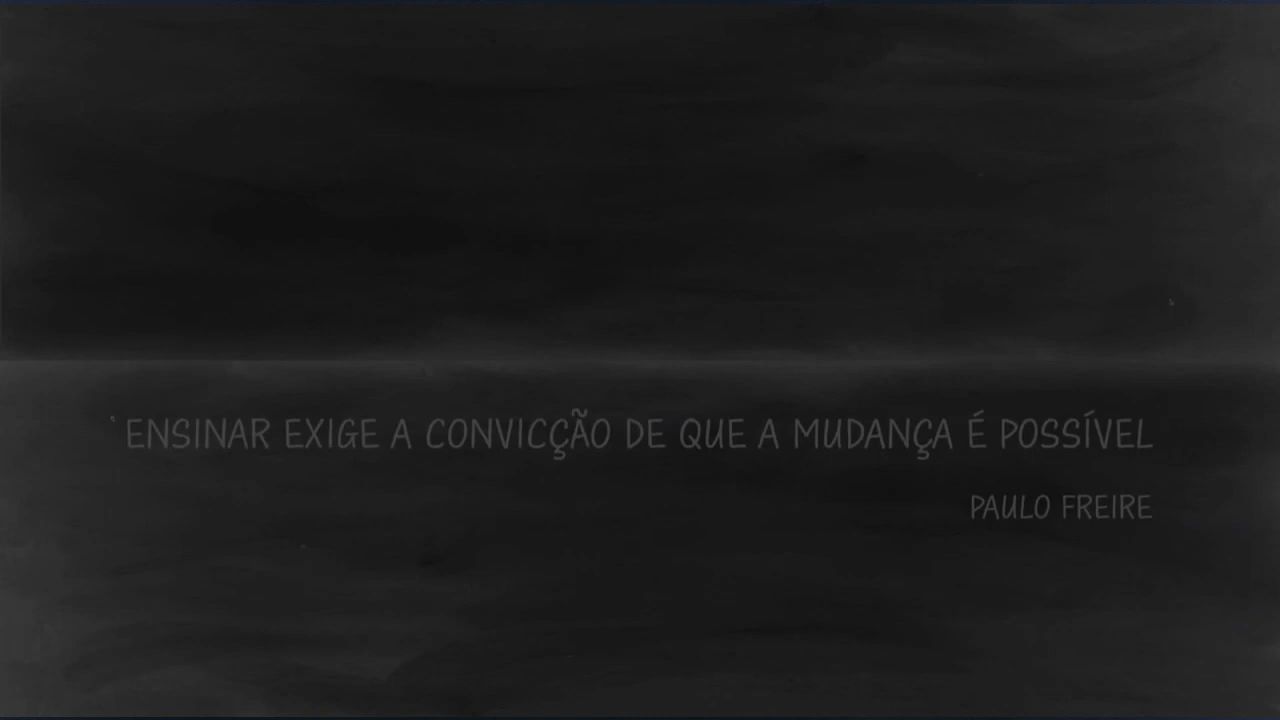 ENSINAR EXIGE A CONVICÇÃO DE QUE A MUDANÇA É POSSÍVEL
PAULO FREIRE